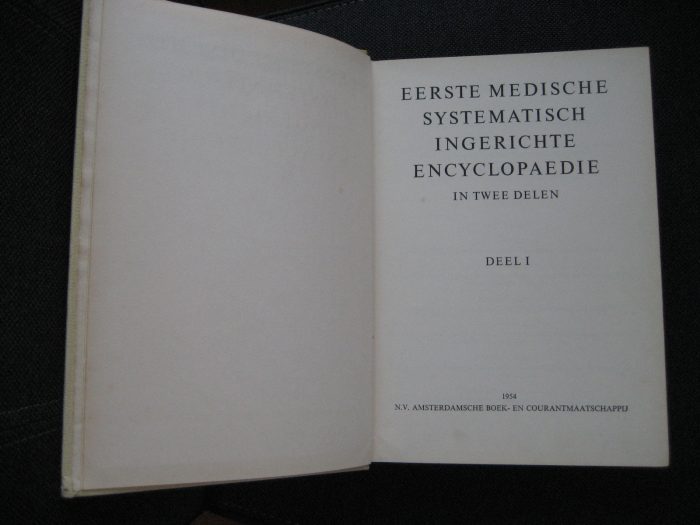 EERSTE MEDISCHE
SYSTEMATISCH
INGERICHTE
ENCYCLOPAEDIE
IN TWEE DELEN
DEEL I
1954
N.V. AMSTERDAMSCHE BOEK- EN COURANTMAATSCHAPPIJ